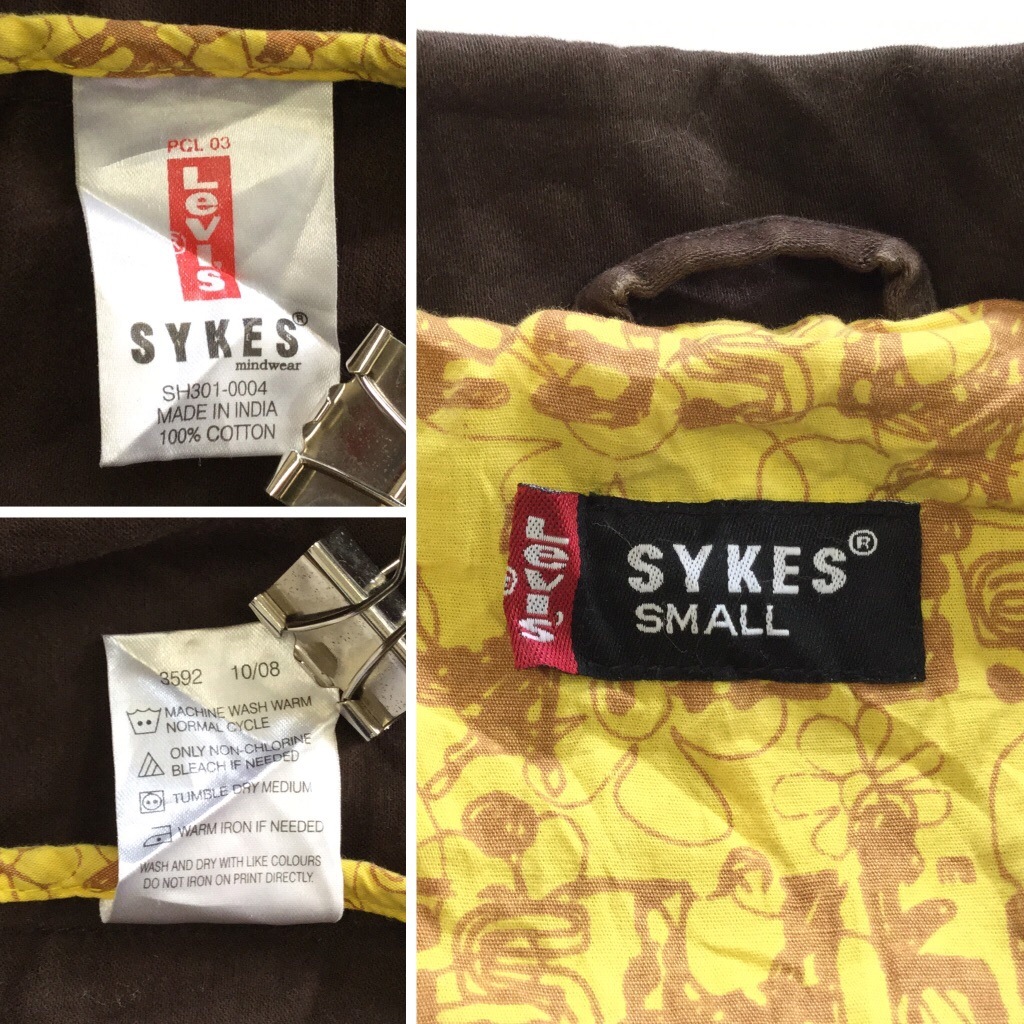 PCL 03
Levi's
®
SYKES®
mindwear
SH301-0004
MADE IN INDIA
100% COTTON
3592 10/08
MACHINE WASH WARM
NORMAL CYCLE
ONLY NON-CHLORINE
BLEACH IF NEEDED
TUMBLE DRY MEDIUM
WARM IRON IF NEEDED
WASH AND DRY WITH LIKE COLOURS
DO NOT IRON ON PRINT DIRECTLY.
Levi's
®
SYKES®
SMALL